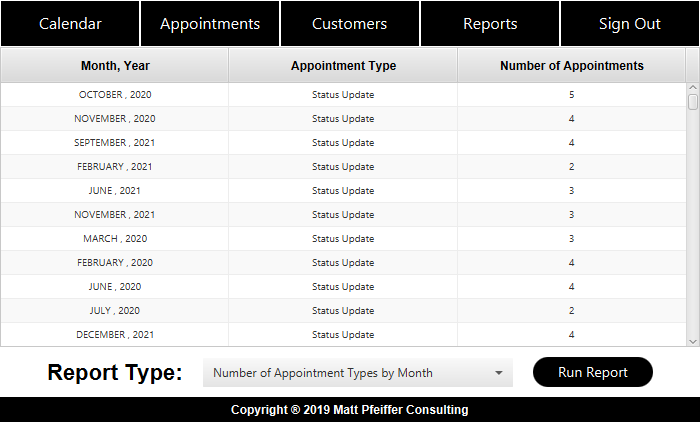 Calendar Appointments Customers Reports Sign Out
Month, Year Appointment Type Number of Appointments
OCTOBER , 2020 Status Update 5
NOVEMBER , 2020 Status Update 4
SEPTEMBER , 2021 Status Update 4
FEBRUARY , 2021 Status Update 2
JUNE , 2021 Status Update 3
NOVEMBER , 2021 Status Update 3
MARCH , 2020 Status Update 3
FEBRUARY , 2020 Status Update 4
JUNE , 2020 Status Update 4
JULY , 2020 Status Update 2
DECEMBER , 2021 Status Update 4
Report Type: Number of Appointment Types by Month Run Report
Copyright ® 2019 Matt Pfeiffer Consulting